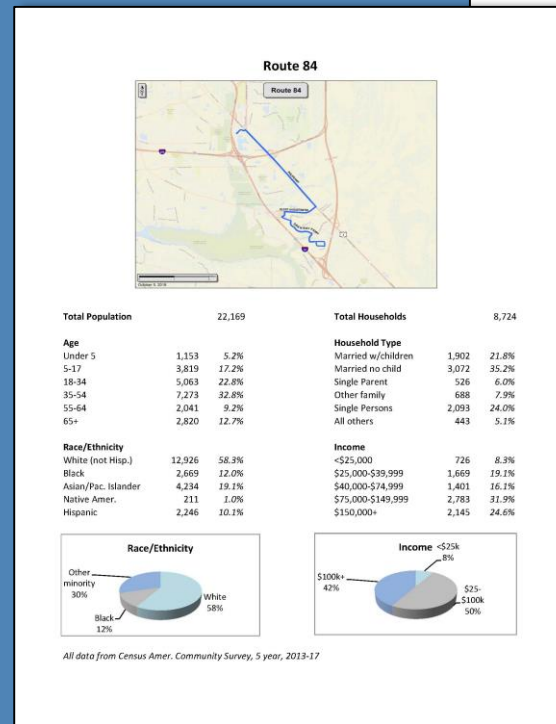 Route 84
Route 84
Total Population 22,169
Age
Under 5 1,153 5.2%
5-17 3,819 17.2%
18-34 5,063 22.8%
35-54 7,273 32.8%
55-64 2,041 9.2%
65+ 2,820 12.7%
Race/Ethnicity
White (not Hisp.) 12,926 58.3%
Black 2,669 12.0%
Asian/Pac. Islander 4,234 19.1%
Native Amer. 211 1.0%
Hispanic 2,246 10.1%
Total Households 8,724
Household Type
Married w/children 1,902 21.8%
Married no child 3,072 35.2%
Single Parent 526 6.0%
Other family 688 7.9%
Single Persons 2,093 24.0%
All others 443 5.1%
Income
<$25,000 726 8.3%
$25,000-$39,999 1,669 19.1%
$40,000-$74,999 1,401 16.1%
$75,000-$149,999 2,783 31.9%
$150,000+ 2,145 24.6%
Race/Ethnicity
Other
minority
30%
White
58%
Black
12%
Income
<$25k
8%
$100k+
42%
$25-
$100k
50%
All data from Census Amer. Community Survey, 5 year, 2013-17